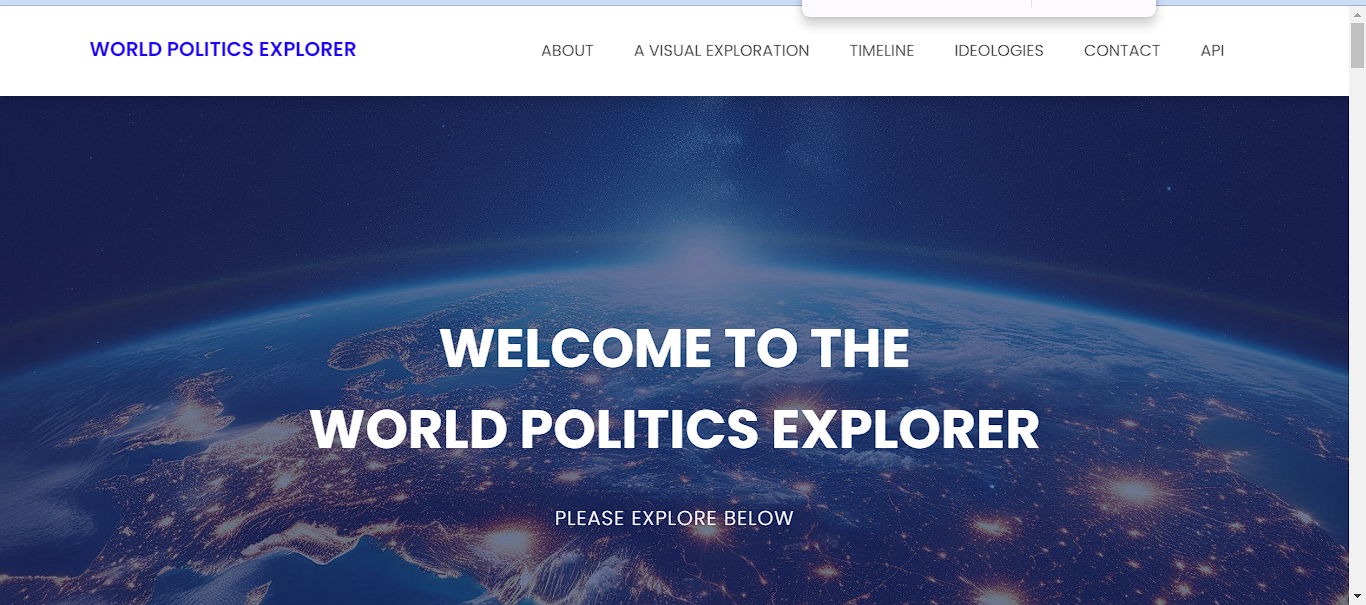 WORLD POLITICS EXPLORER
ABOUT A VISUAL EXPLORATION TIMELINE IDEOLOGIES CONTACT API
WELCOME TO THE
WORLD POLITICS EXPLORER
PLEASE EXPLORE BELOW